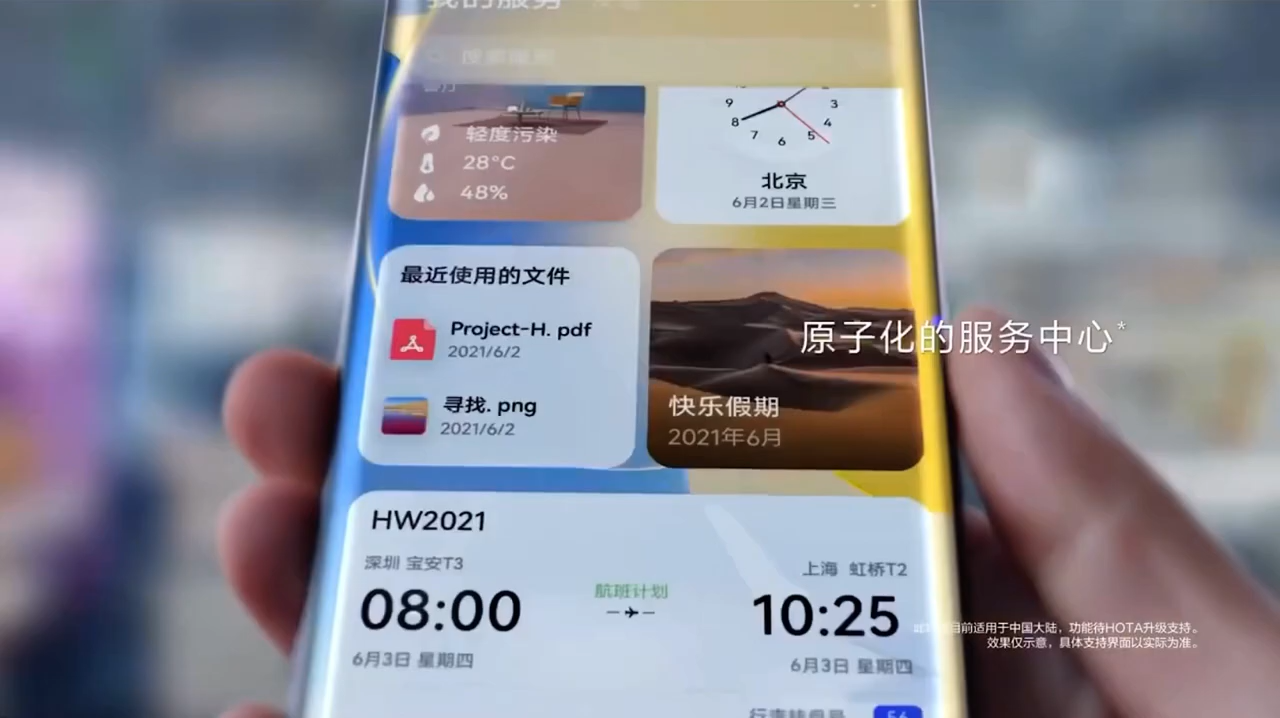 我的服务
轻度污染
28°C
48%
9
3
8
4
7
5
6
北京
6月2日星期三
最近使用的文件
Project-H. pdf
2021/6/2
寻找. png
2021/6/2
快乐假期
2021年6月
原子化的服务中心*
HW2021
深圳 宝安T3
上海 虹桥T2
08:00
航班计划
10:25
6月3日 星期四
6月3日 星期四
目前适用于中国大陆，功能待HOTA升级支持。
效果仅示意，具体支持界面以实际为准。